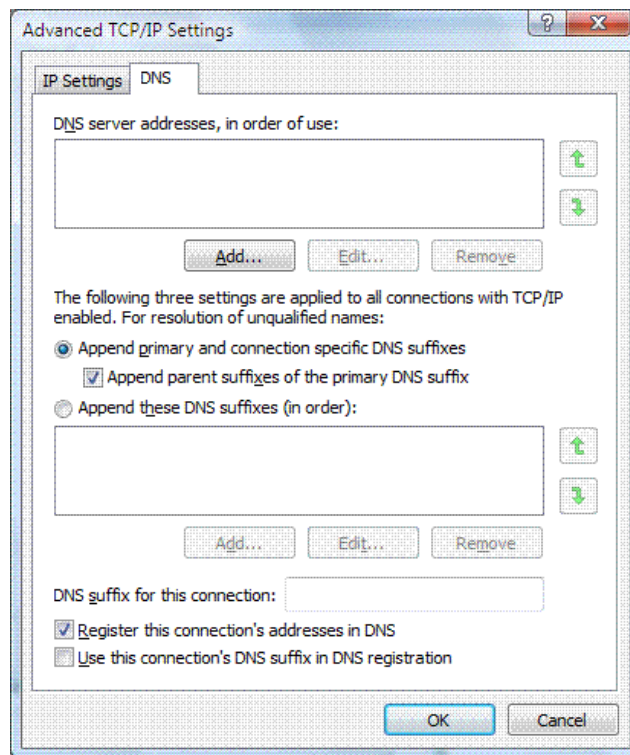 Advanced TCP/IP Settings
?
IP Settings
DNS
DNS server addresses, in order of use:
Add...
Edit...
Remove
The following three settings are applied to all connections with TCP/IP
enabled. For resolution of unqualified names:
Append primary and connection specific DNS suffixes
Append parent suffixes of the primary DNS suffix
Append these DNS suffixes (in order):
Add...
Edit...
Remove
DNS suffix for this connection:
Register this connection's addresses in DNS
Use this connection's DNS suffix in DNS registration
OK
Cancel